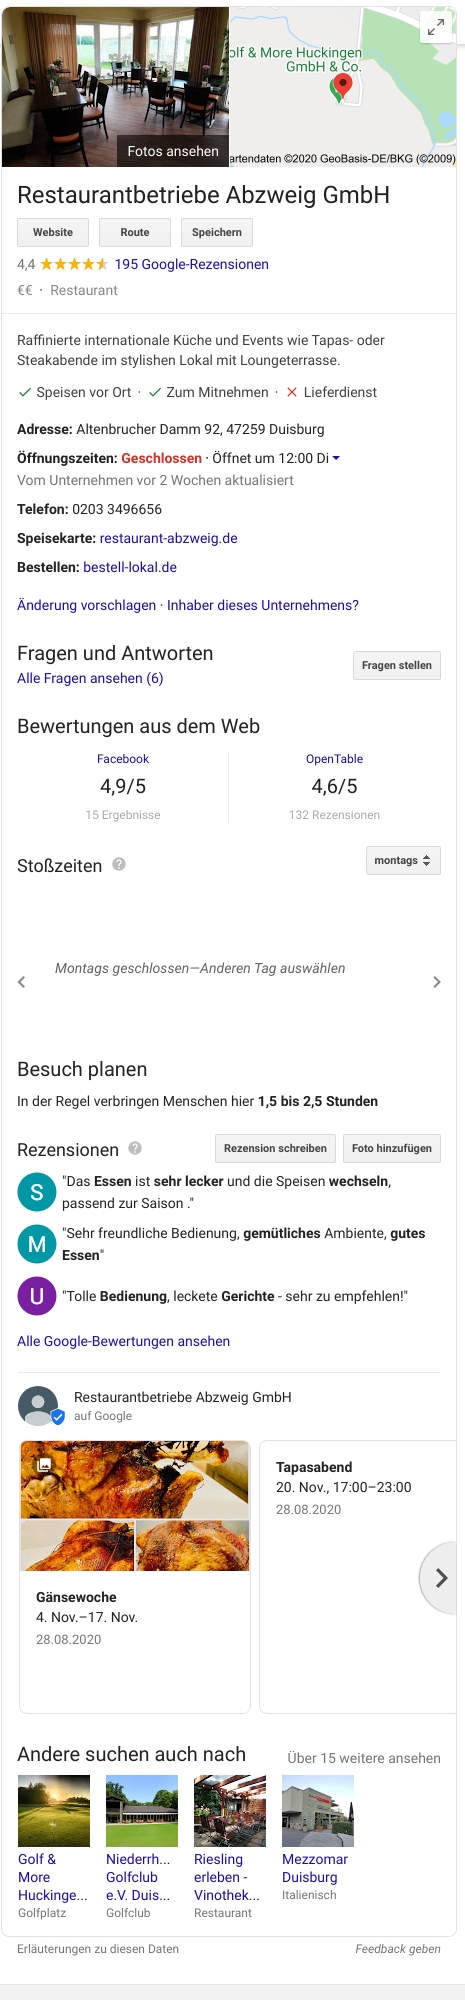 olf & More Huckingen
GmbH & Co.
Fotos ansehen
artendaten ©2020 GeoBasis-DE/BKG (©2009)
Restaurantbetriebe Abzweig GmbH
Website Route Speichern
4,4 195 Google-Rezensionen
€€ · Restaurant
Raffinierte internationale Küche und Events wie Tapas- oder
Steakabende im stylishen Lokal mit Loungeterrasse.
Speisen vor Ort · Zum Mitnehmen · Lieferdienst
Adresse: Altenbrucher Damm 92, 47259 Duisburg
Öffnungszeiten: Geschlossen · Öffnet um 12:00 Di
Vom Unternehmen vor 2 Wochen aktualisiert
Telefon: 0203 3496656
Speisekarte: restaurant-abzweig.de
Bestellen: bestell-lokal.de
Änderung vorschlagen · Inhaber dieses Unternehmens?
Fragen und Antworten
Fragen stellen
Alle Fragen ansehen (6)
Bewertungen aus dem Web
Facebook OpenTable
4,9/5 4,6/5
15 Ergebnisse 132 Rezensionen
Stoßzeiten ? montags
Montags geschlossen—Anderen Tag auswählen
Besuch planen
In der Regel verbringen Menschen hier 1,5 bis 2,5 Stunden
Rezensionen ? Rezension schreiben Foto hinzufügen
S "Das Essen ist sehr lecker und die Speisen wechseln,
passend zur Saison ."
M "Sehr freundliche Bedienung, gemütliches Ambiente, gutes
Essen"
U "Tolle Bedienung, leckete Gerichte - sehr zu empfehlen!"
Alle Google-Bewertungen ansehen
Restaurantbetriebe Abzweig GmbH
auf Google
Gänsewoche
4. Nov.–17. Nov.
28.08.2020
Tapasabend
20. Nov., 17:00–23:00
28.08.2020
Andere suchen auch nach Über 15 weitere ansehen
Golf &
More
Huckinge...
Golfplatz
Niederrh...
Golfclub
e.V. Duis...
Golfclub
Riesling
erleben -
Vinothek...
Restaurant
Mezzomar
Duisburg
Italienisch
Erläuterungen zu diesen Daten Feedback geben